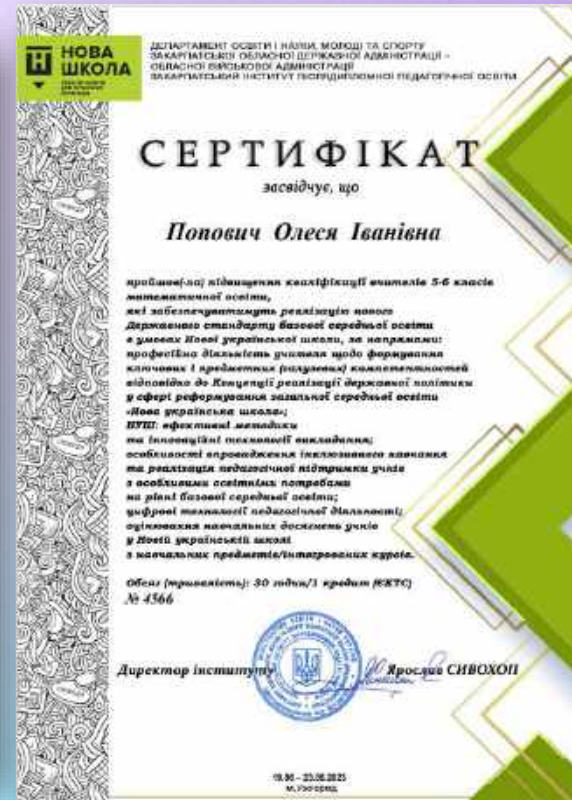 НОВА
ШКОЛА
ДЕПАРТАМЕНТ ОСВІТИ І НАУКИ, МОЛОДІ ТА СПОРТУ
ЗАКАРПАТСЬКОЇ ОБЛАСНОЇ ДЕРЖАВНОЇ АДМІНІСТРАЦІЇ –
ОБЛАСНОЇ ВІЙСЬКОВОЇ АДМІНІСТРАЦІЇ
ЗАКАРПАТСЬКИЙ ІНСТИТУТ ПІСЛЯДИПЛОМНОЇ ПЕДАГОГІЧНОЇ ОСВІТИ
СЕРТИФІКАТ
засвідчує, що
Попович Олеся Іванівна
пройшов(-ла) підвищення кваліфікації вчителів 5-6 класів
математичної освіти,
які забезпечуватимуть реалізацію нового
Державного стандарту базової середньої освіти
в умовах Нової української школи, за напрямами:
професійна діяльність учителя щодо формування
ключових і предметних (галузевих) компетентностей
відповідно до Концепції реалізації державної політики
у сфері реформування загальної середньої освіти
«Нова українська школа»;
НУШ: ефективні методики
та інноваційні технології викладання;
особливості впровадження інклюзивного навчання
та реалізація педагогічної підтримки учнів
з особливими освітніми потребами
на рівні базової середньої освіти;
цифрові технології педагогічної діяльності;
оцінювання навчальних досягнень учнів
у Новій українській школі
з навчальних предметів/інтегрованих курсів.
Обсяг (тривалість): 30 годин/1 кредит (ЄКТС)
№ 4566
Директор інституту Ярослав СИВОХОП
19.06 – 23.06.2023
м. Ужгород